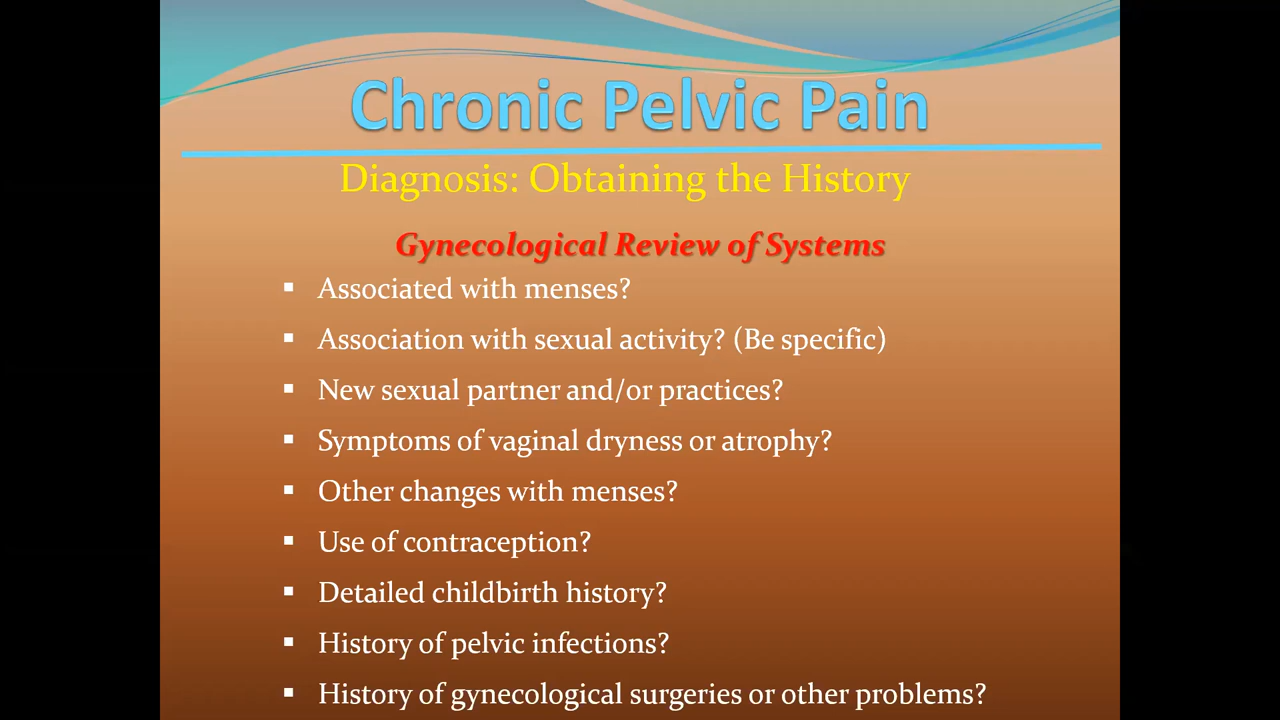 Chronic Pelvic Pain
Diagnosis: Obtaining the History
Gynecological Review of Systems
▪ Associated with menses?
▪ Association with sexual activity? (Be specific)
▪ New sexual partner and/or practices?
▪ Symptoms of vaginal dryness or atrophy?
▪ Other changes with menses?
▪ Use of contraception?
▪ Detailed childbirth history?
▪ History of pelvic infections?
▪ History of gynecological surgeries or other problems?